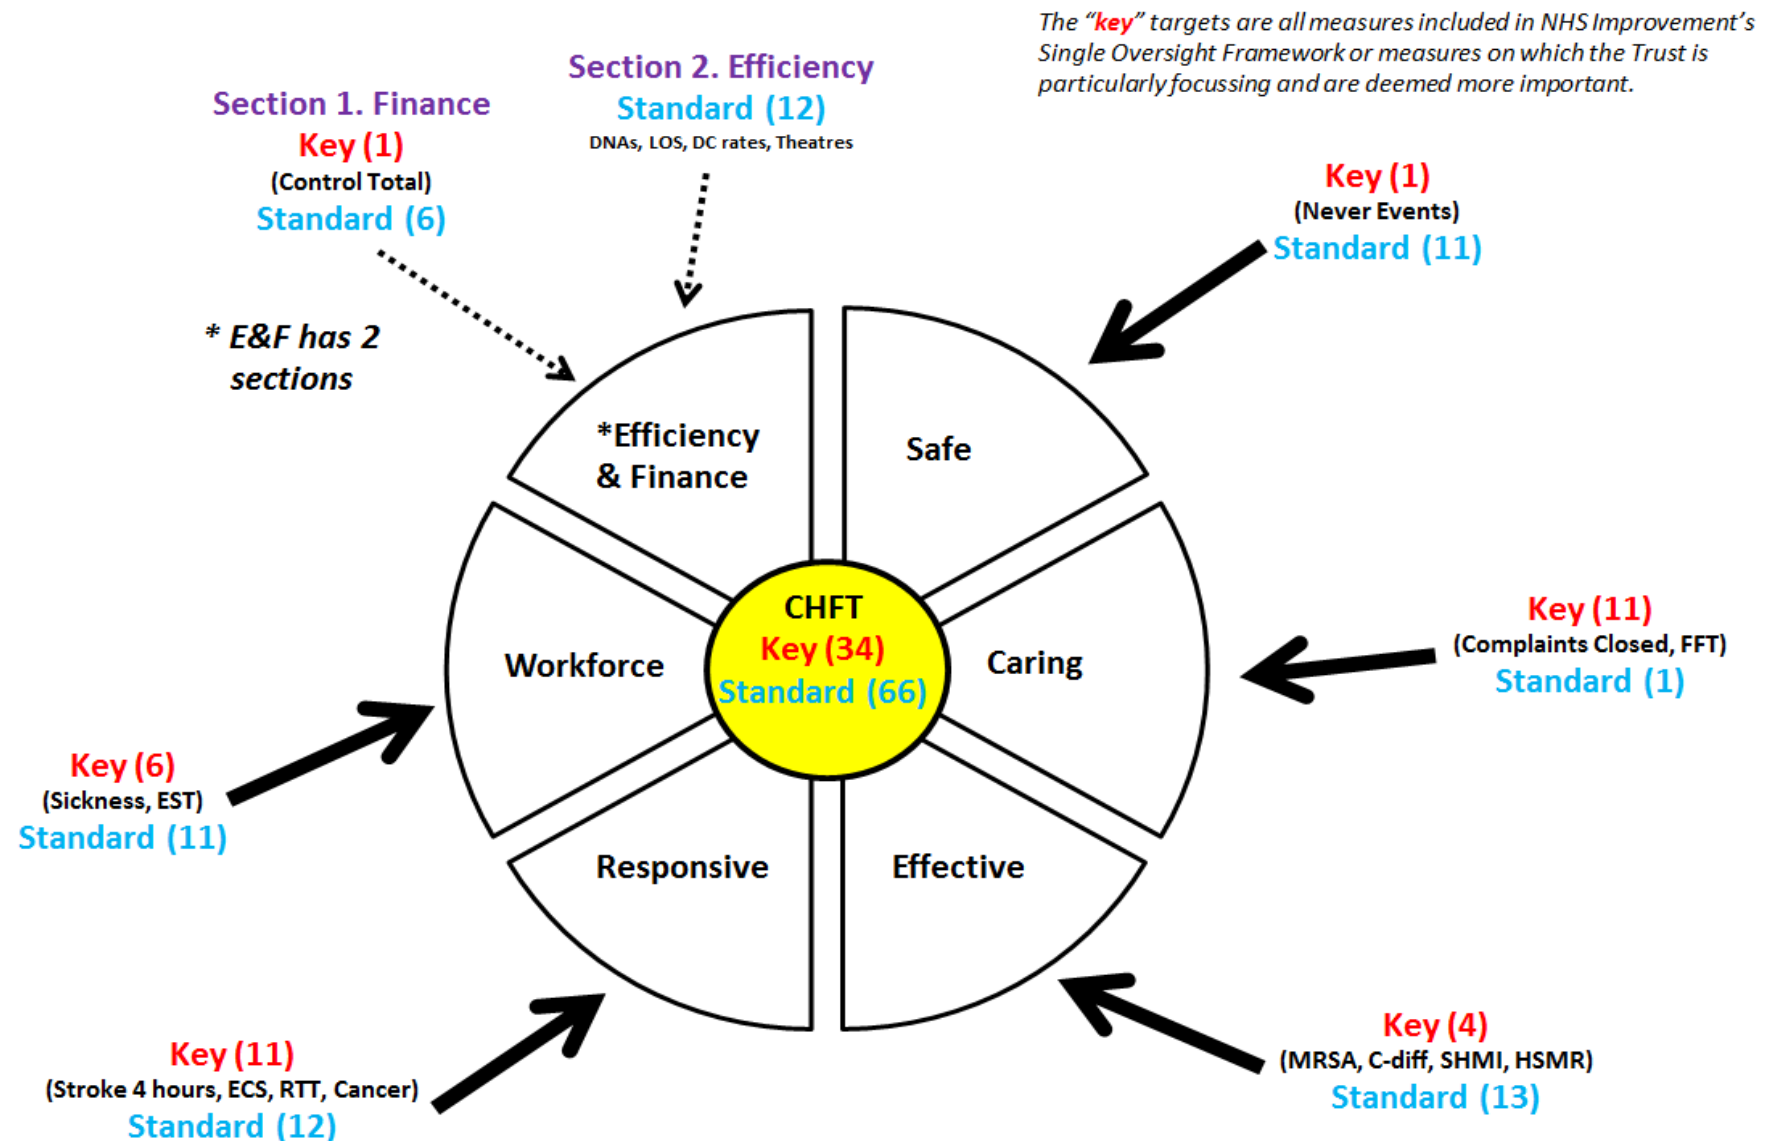 The “key” targets are all measures included in NHS Improvement’s
Single Oversight Framework or measures on which the Trust is
particularly focussing and are deemed more important.
Section 1. Finance
Key (1)
(Control Total)
Standard (6)
Section 2. Efficiency
Standard (12)
DNAs, LOS, DC rates, Theatres
Key (1)
(Never Events)
Standard (11)
* E&F has 2
sections
*Efficiency
& Finance
Safe
CHFT
Key (34)
Standard (66)
Workforce
Caring
Key (11)
(Complaints Closed, FFT)
Standard (1)
Key (6)
(Sickness, EST)
Standard (11)
Responsive
Effective
Key (11)
(Stroke 4 hours, ECS, RTT, Cancer)
Standard (12)
Key (4)
(MRSA, C-diff, SHMI, HSMR)
Standard (13)